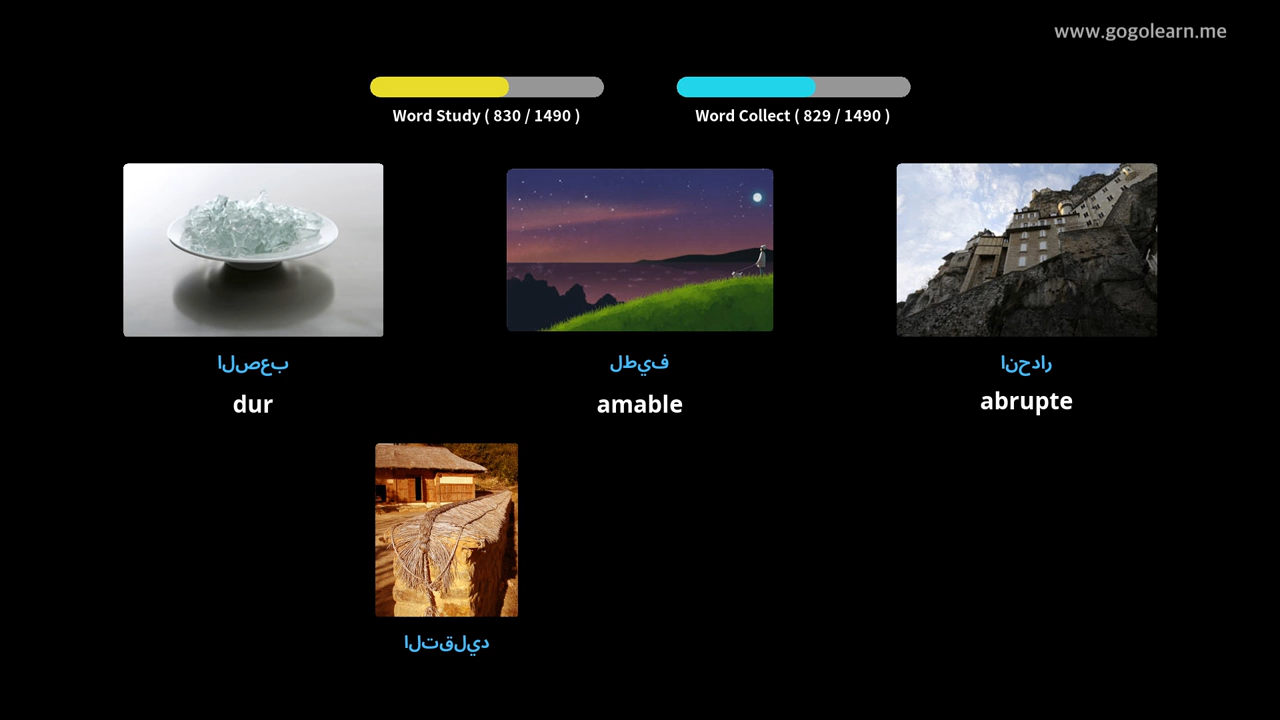 www.gogolearn.me
Word Study ( 830 / 1490 )
Word Collect ( 829 / 1490 )
الصعب
لطيف
انحدار
dur
amable
abrupte
التقليد